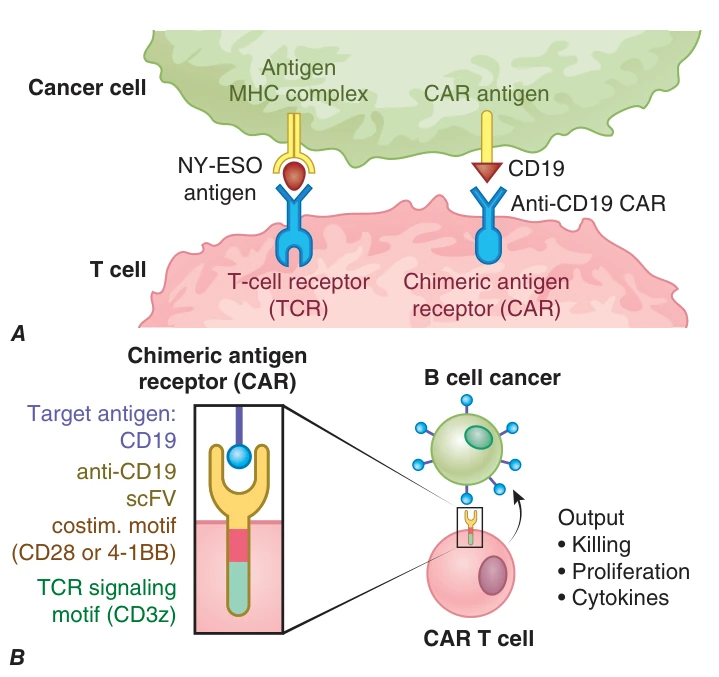 Antigen
MHC complex
CAR antigen
Cancer cell
NY-ESO
antigen
CD19
Anti-CD19 CAR
T cell
T-cell receptor
(TCR)
Chimeric antigen
receptor (CAR)
A
Chimeric antigen
receptor (CAR)
B cell cancer
Target antigen:
CD19
anti-CD19
scFV
costim. motif
(CD28 or 4-1BB)
TCR signaling
motif (CD3z)
Output
• Killing
• Proliferation
• Cytokines
CAR T cell
B